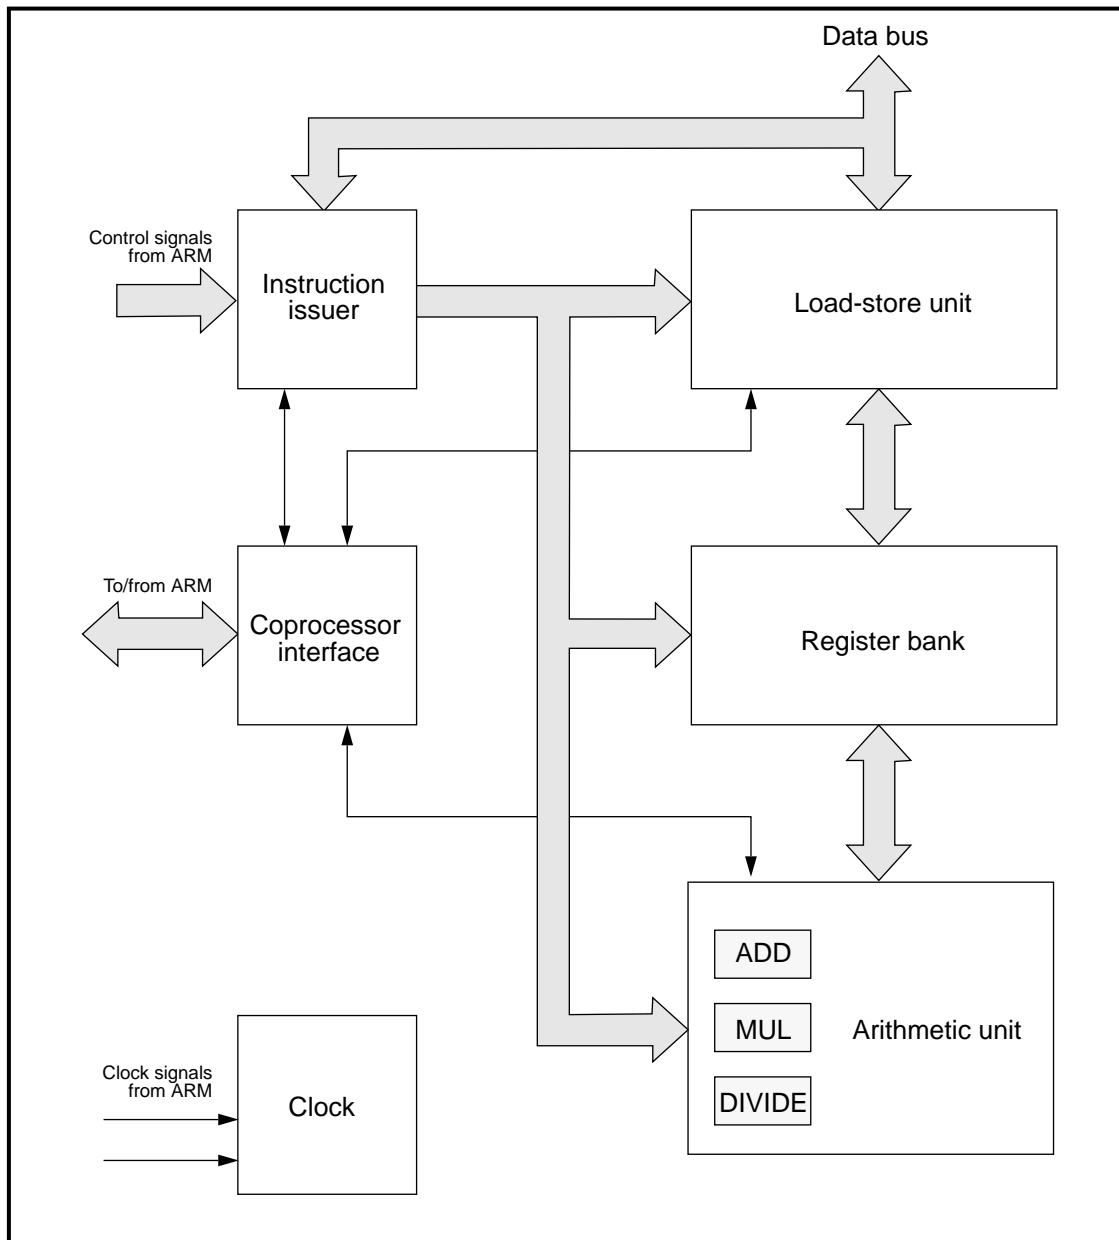 Data bus
Control signals
from ARM
Instruction
issuer
Load-store unit
To/from ARM
Coprocessor
interface
Register bank
ADD
MUL
Arithmetic unit
DIVIDE
Clock signals
from ARM
Clock